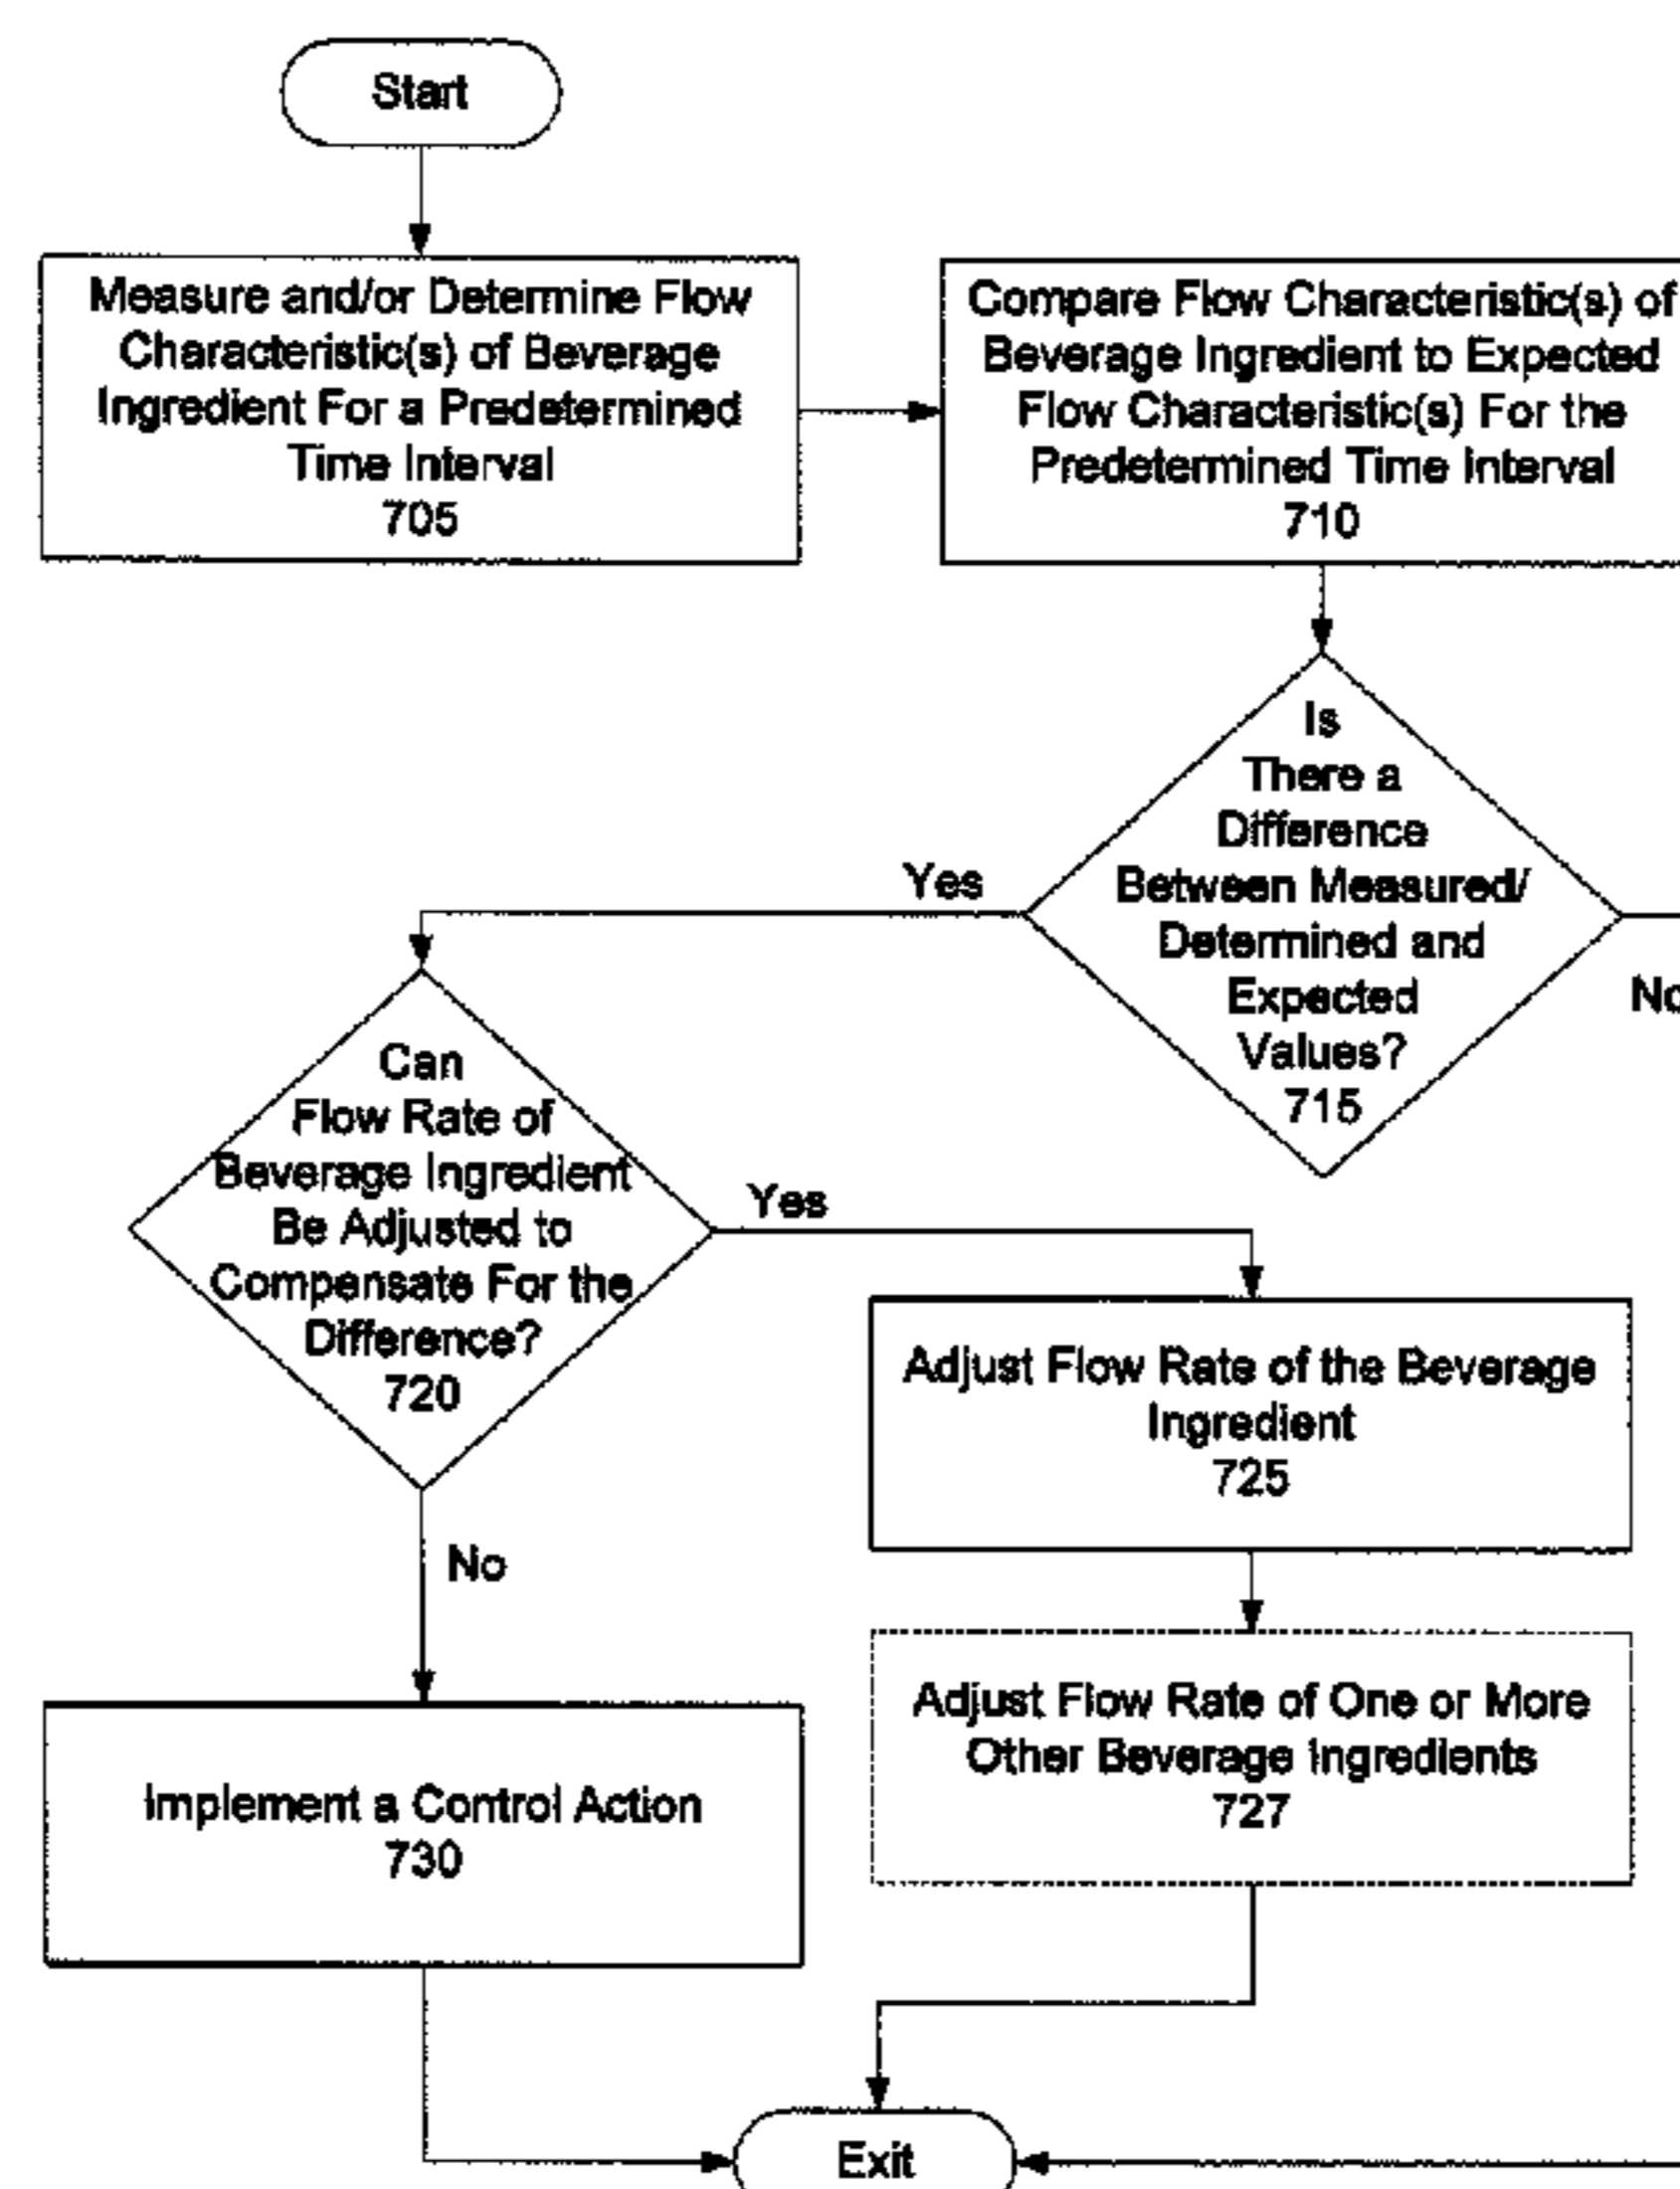 Start
Measure and/or Determine Flow
Characteristic(s) of Beverage
Ingredient For a Predetermined
Time Interval
705
Compare Flow Characteristic(s) of
Beverage Ingredient to Expected
Flow Characteristic(s) For the
Predetermined Time Interval
710
Is
There a
Difference
Between Measured/
Determined and
Expected
Values?
715
Yes
No
Can
Flow Rate of
Beverage Ingredient
Be Adjusted to
Compensate For the
Difference?
720
Yes
No
Adjust Flow Rate of the Beverage
Ingredient
725
Adjust Flow Rate of One or More
Other Beverage Ingredients
727
Implement a Control Action
730
Exit